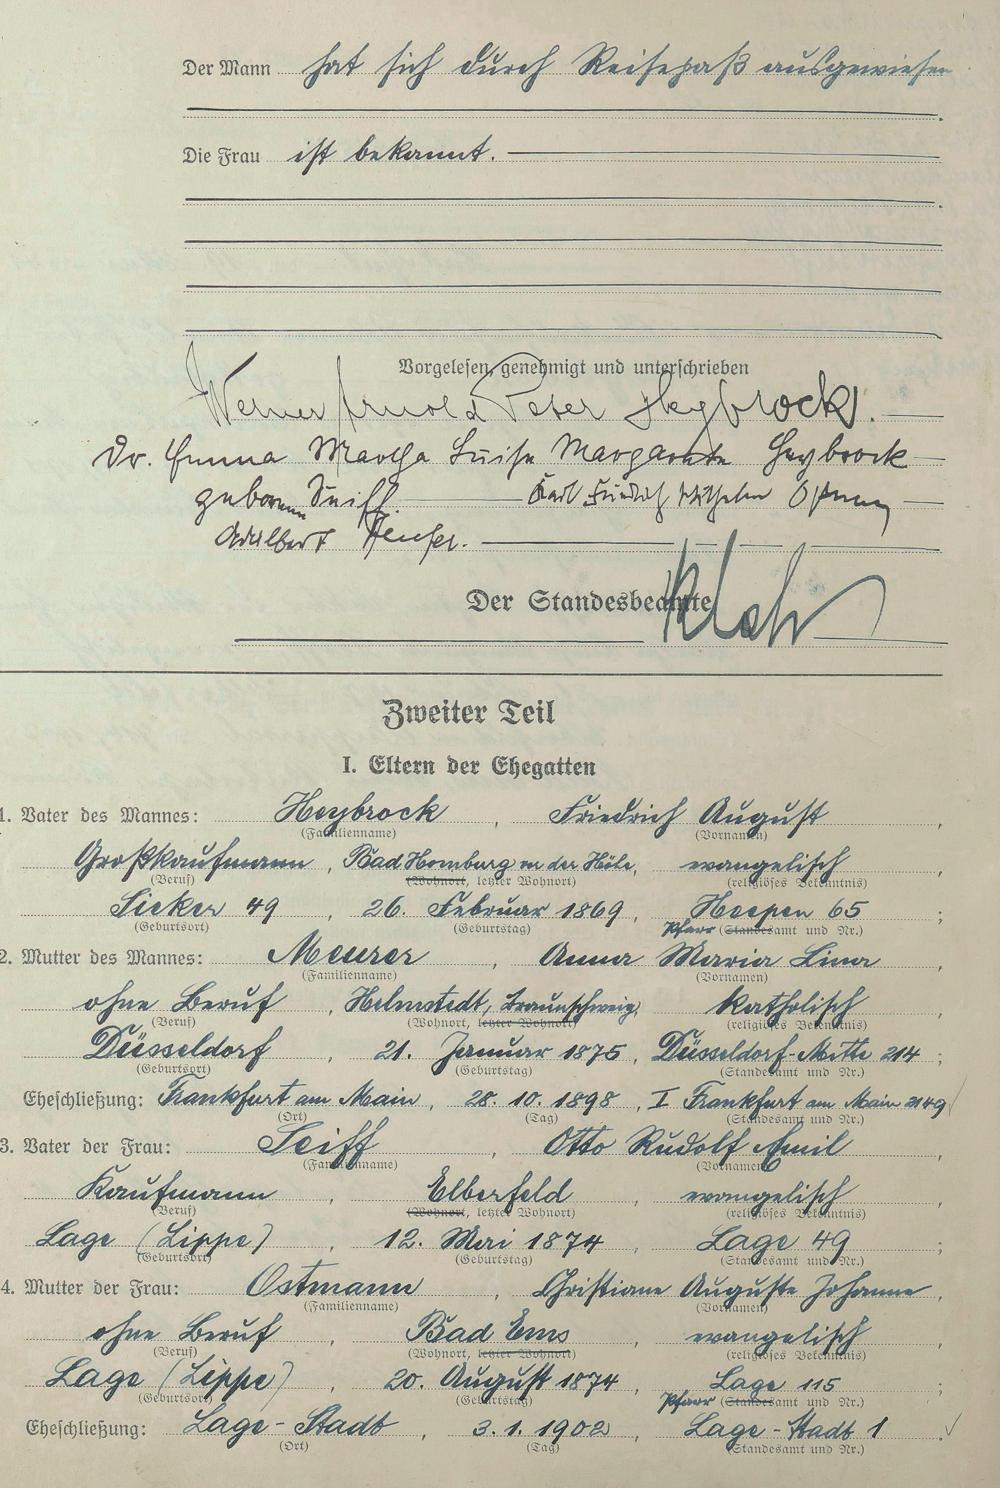 Der Mann hat sich durch Reisepaß ausgewiesen
Die Frau ist bekannt.
Vorgelesen, genehmigt und unterschrieben
Werner Arnold Peter Heybrock.
Dr. Emma Martha Luise Margarete Heybrock
geborene Seiff. Karl Friedrich Wilhelm
Adalbert
Der Standesbeamte
Zweiter Teil
I. Eltern der Ehegatten
1. Vater des Mannes: Heybrock, Friedrich August,
(Familienname) (Vornamen)
Großkaufmann, Bad Homburg v. der Höhe, evangelisch
(Beruf) (Wohnort, letzter Wohnort) (religiöses Bekenntnis)
Sieker 49, 26. Februar 1869, Heepen 65;
(Geburtsort) (Geburtstag) Pfarr (Standesamt und Nr.)
2. Mutter des Mannes: Meurer, Anna Maria Lina,
(Familienname) (Vornamen)
ohne Beruf, Helmstedt, Braunschweig, katholisch
(Beruf) (Wohnort, letzter Wohnort) (religiöses Bekenntnis)
Düsseldorf, 21. Januar 1875, Düsseldorf-Mitte 214;
(Geburtsort) (Geburtstag) (Standesamt und Nr.)
Eheschließung: Frankfurt am Main, 28. 10. 1898, I Frankfurt am Main 2149
(Ort) (Tag) (Standesamt und Nr.)
3. Vater der Frau: Seiff, Otto Rudolf Emil,
(Familienname) (Vornamen)
Kaufmann, Elberfeld, evangelisch
(Beruf) (Wohnort, letzter Wohnort) (religiöses Bekenntnis)
Lage (Lippe), 12. Mai 1874, Lage 49;
(Geburtsort) (Geburtstag) (Standesamt und Nr.)
4. Mutter der Frau: Ostmann, Christiane Auguste Johanne,
(Familienname) (Vornamen)
ohne Beruf, Bad Ems, evangelisch
(Beruf) (Wohnort, letzter Wohnort) (religiöses Bekenntnis)
Lage (Lippe), 20. August 1874, Lage 115;
(Geburtsort) (Geburtstag) Pfarr (Standesamt und Nr.)
Eheschließung: Lage-Stadt, 3. 1. 1902, Lage-Stadt 1.
(Ort) (Tag) (Standesamt und Nr.)